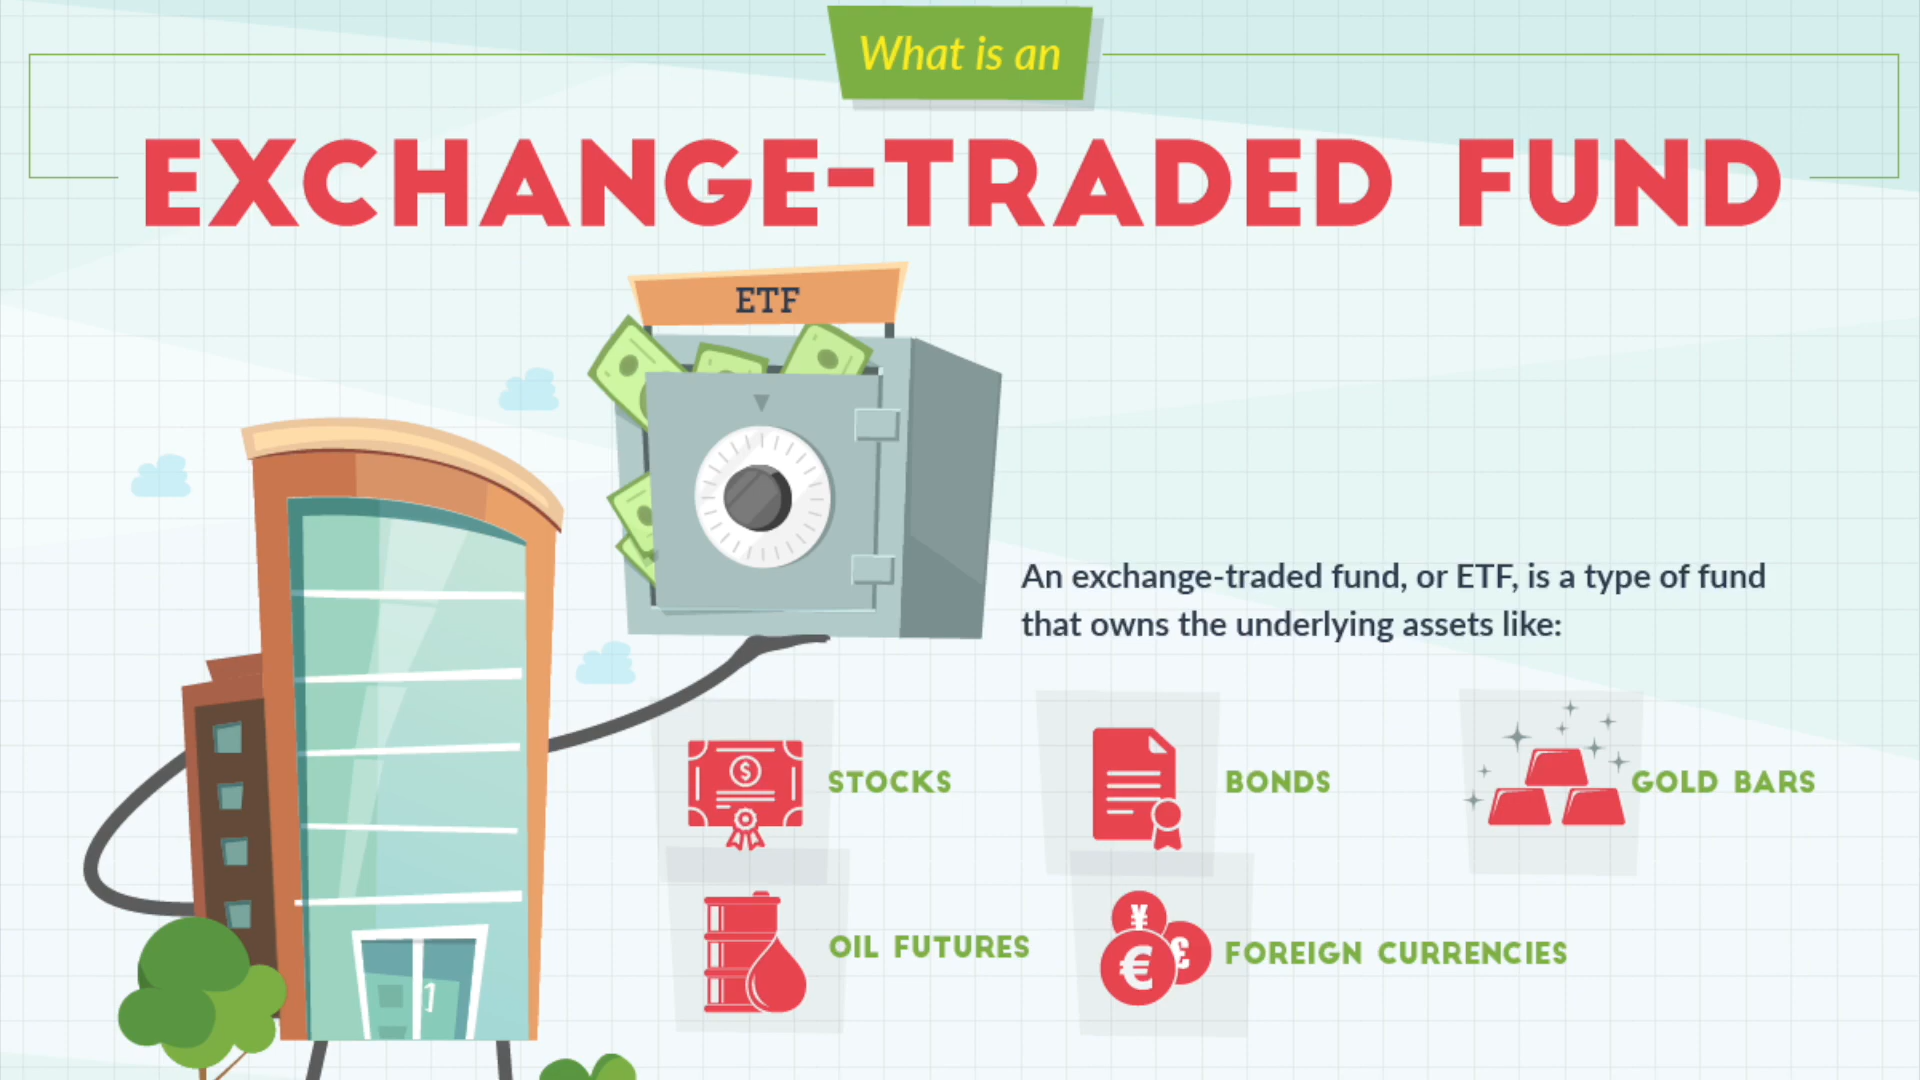 What is an
EXCHANGE-TRADED FUND
ETF
An exchange-traded fund, or ETF, is a type of fund
that owns the underlying assets like:
$
STOCKS
BONDS
GOLD BARS
OIL FUTURES
¥
£
€
FOREIGN CURRENCIES